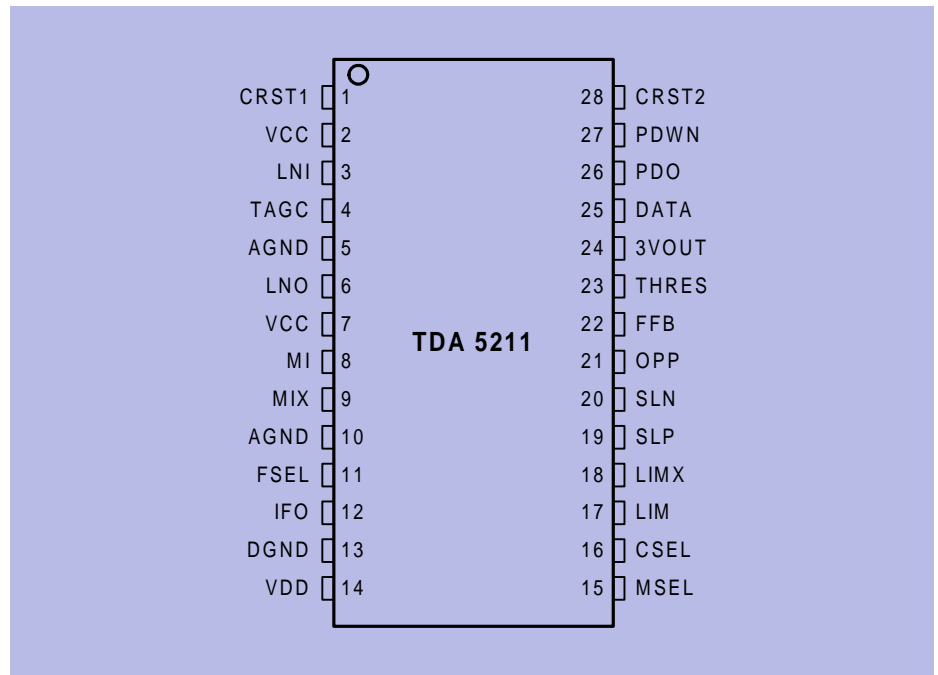 CRST1 1 28 CRST2
VCC 2 27 PDWN
LNI 3 26 PDO
TAGC 4 25 DATA
AGND 5 24 3VOUT
LNO 6 23 THRES
VCC 7 22 FFB
TDA 5211
MI 8 21 OPP
MIX 9 20 SLN
AGND 10 19 SLP
FSEL 11 18 LIMX
IFO 12 17 LIM
DGND 13 16 CSEL
VDD 14 15 MSEL